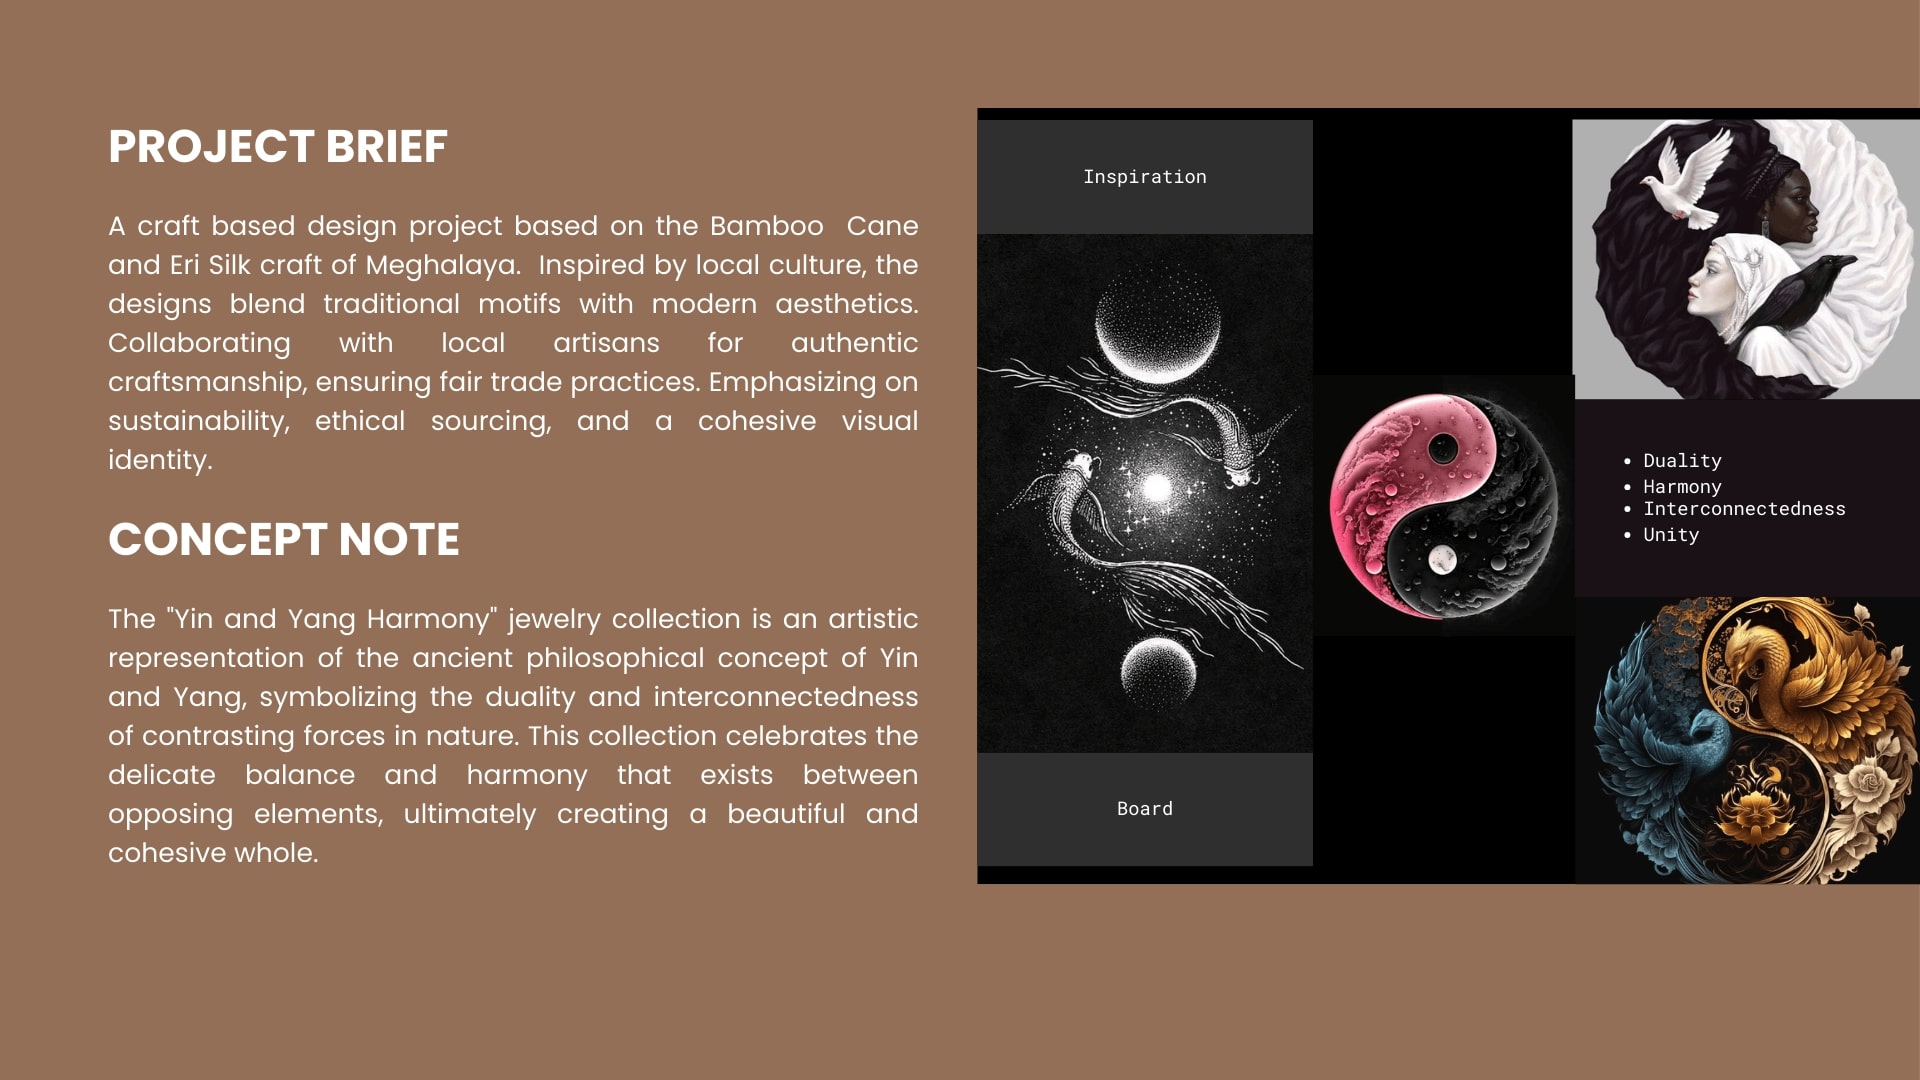 PROJECT BRIEF
A craft based design project based on the Bamboo  Cane
and Eri Silk craft of Meghalaya.  Inspired by local culture, the
designs blend traditional motifs with modern aesthetics.
Collaborating with local artisans for authentic
craftsmanship, ensuring fair trade practices. Emphasizing on
sustainability, ethical sourcing, and a cohesive visual
identity.
CONCEPT NOTE
The "Yin and Yang Harmony" jewelry collection is an artistic
representation of the ancient philosophical concept of Yin
and Yang, symbolizing the duality and interconnectedness
of contrasting forces in nature. This collection celebrates the
delicate balance and harmony that exists between
opposing elements, ultimately creating a beautiful and
cohesive whole.
Inspiration
Board
• Duality
• Harmony
• Interconnectedness
• Unity